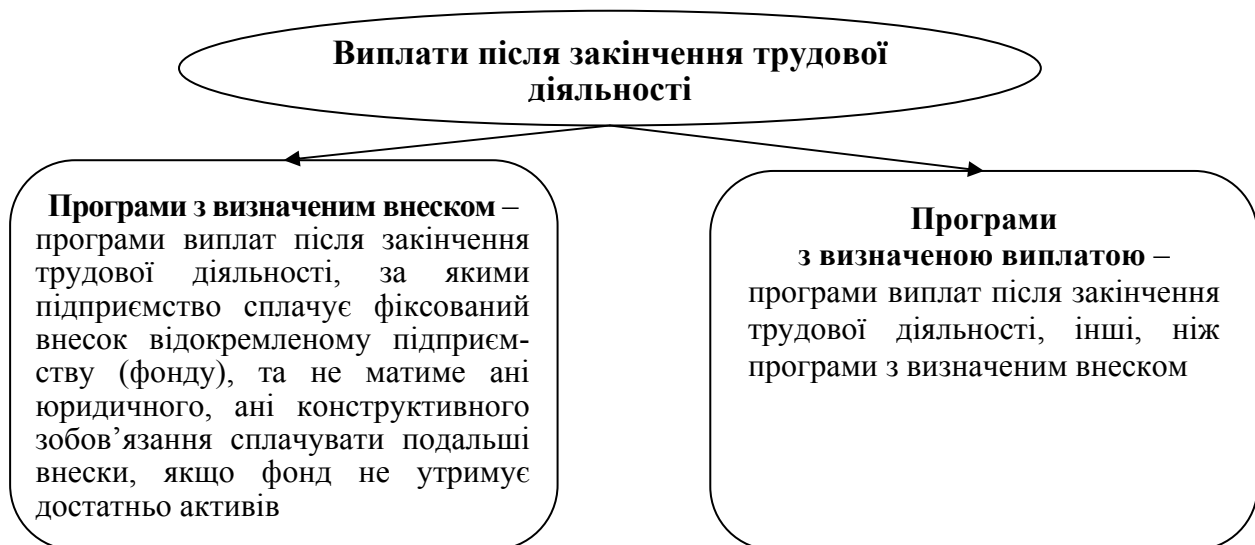 Виплати після закінчення трудової
діяльності
Програми з визначеним внеском –
програми виплат після закінчення
трудової діяльності, за якими
підприємство сплачує фіксований
внесок відокремленому підприєм-
ству (фонду), та не матиме ані
юридичного, ані конструктивного
зобов’язання сплачувати подальші
внески, якщо фонд не утримує
достатньо активів
Програми
з визначеною виплатою –
програми виплат після закінчення
трудової діяльності, інші, ніж
програми з визначеним внеском